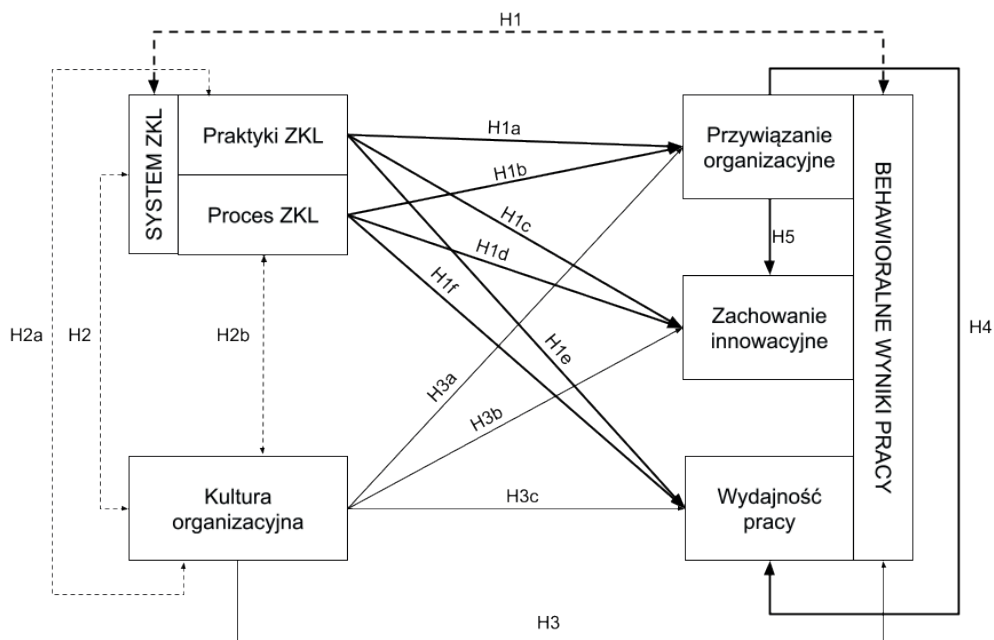 H1
SYSTEM ZKL
Praktyki ZKL
Proces ZKL
H1a
H1b
H1c
H1d
H1f
H1e
Przywiązanie
organizacyjne
BEHAWIORALNE WYNIKI PRACY
H5
H2a
H2
H2b
Zachowanie
innowacyjne
H4
H3a
H3b
Kultura
organizacyjna
H3c
Wydajność
pracy
H3